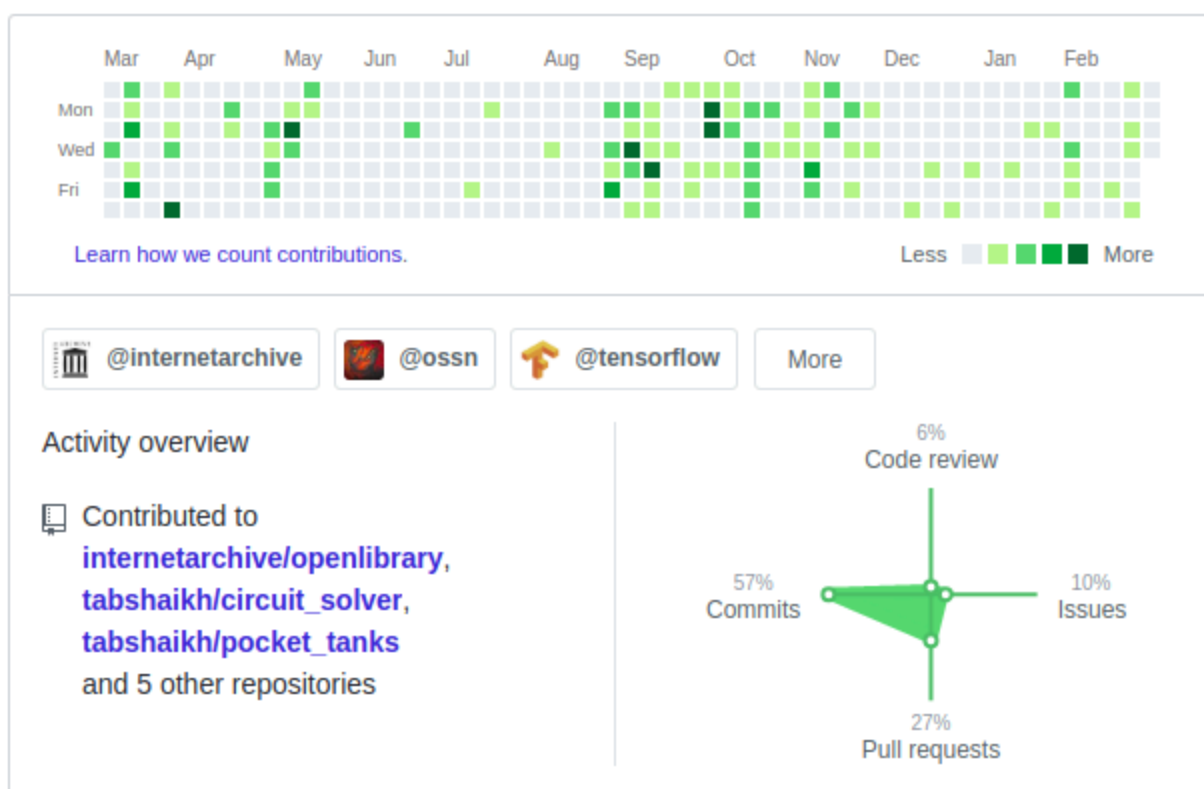 Mar Apr May Jun Jul Aug Sep Oct Nov Dec Jan Feb
Mon
Wed
Fri
Learn how we count contributions.
Less More
@internetarchive @ossn @tensorflow More
Activity overview
Contributed to
internetarchive/openlibrary,
tabshaikh/circuit_solver,
tabshaikh/pocket_tanks
and 5 other repositories
6%
Code review
57%
Commits
10%
Issues
27%
Pull requests